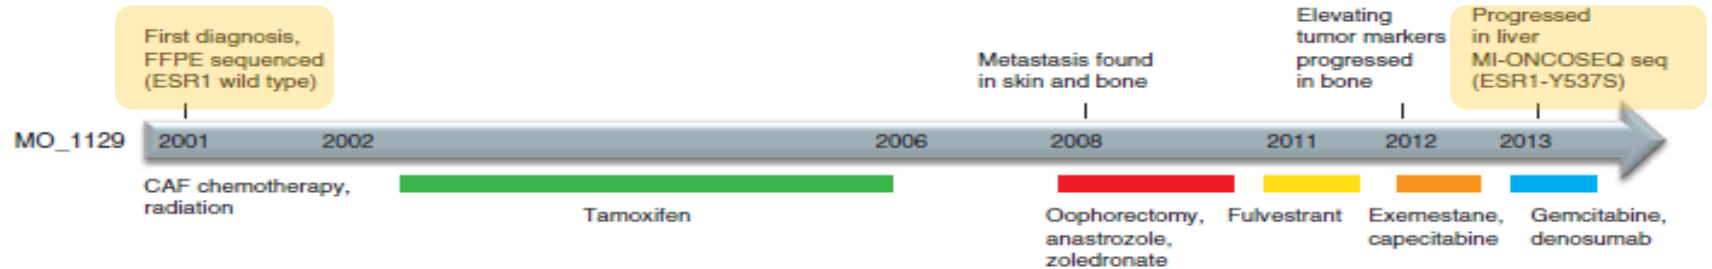 First diagnosis,
FFPE sequenced
(ESR1 wild type)
Metastasis found
in skin and bone
Elevating
tumor markers
progressed
in bone
Progressed
in liver
MI-ONCOSEQ seq
(ESR1-Y537S)
MO_1129
2001
2002
2006
2008
2011
2012
2013
CAF chemotherapy,
radiation
Tamoxifen
Oophorectomy,
anastrozole,
zoledronate
Fulvestrant
Exemestane,
capecitabine
Gemcitabine,
denosumab